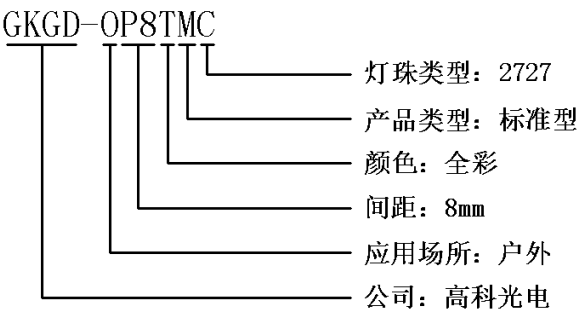 GKGD-OP8TMC
灯珠类型：2727
产品类型：标准型
颜色：全彩
间距：8mm
应用场所：户外
公司：高科光电